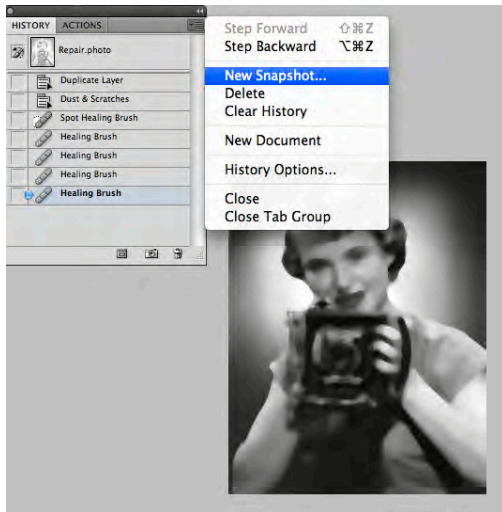 HISTORY ACTIONS
Repair.photo
Duplicate Layer
Dust & Scratches
Spot Healing Brush
Healing Brush
Healing Brush
Healing Brush
Healing Brush
Step Forward ⇧⌘Z
Step Backward ⌥⌘Z
New Snapshot...
Delete
Clear History
New Document
History Options...
Close
Close Tab Group